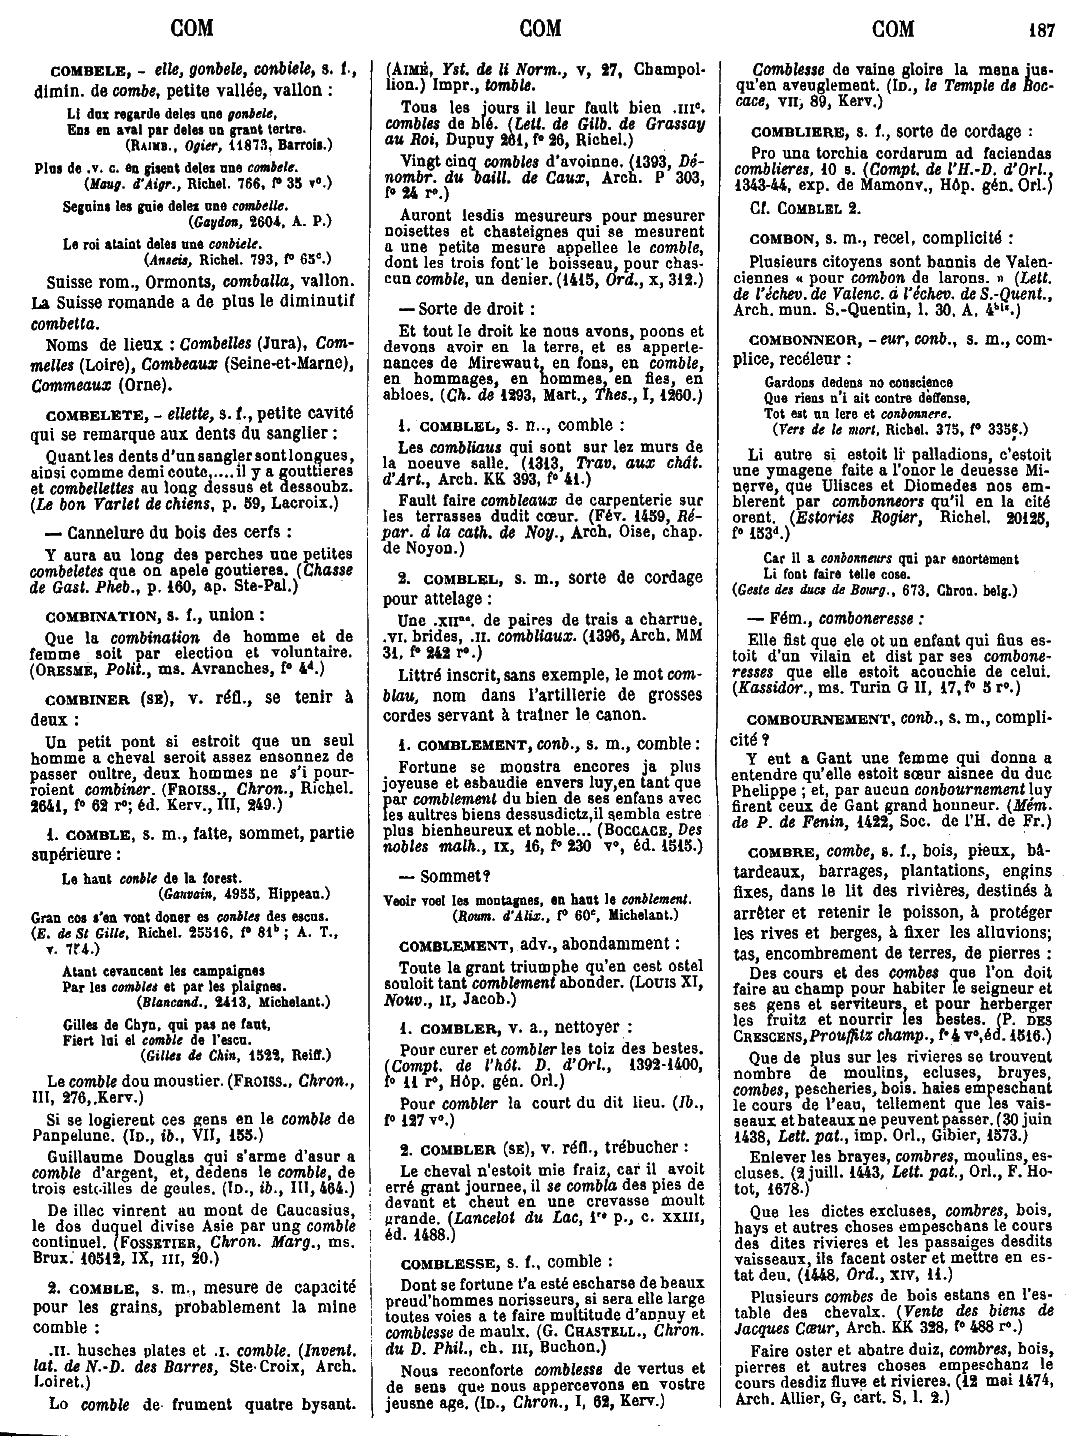 COM
COM
COM
187
COMBELE, - elle, gonbele, conbiele, s. f.,
dimin. de combe, petite vallée, vallon :
Li dux regarde deles une gonbele,
Ens en aval par deles un grant tertre.
(RAIMB., Ogier, 11873, Barrois.)
Plus de .v. c. en gisent delez une combele.
(Maug. d'Aigr., Richel. 766, f° 35 v°.)
Seguins les guie delez une combelle.
(Gaydon, 2604, A. P.)
Le roi ataint deles une conbiele.
(Anseis, Richel. 793, f° 65ᶜ.)
Suisse rom., Ormonts, comballa, vallon.
La Suisse romande a de plus le diminutif
combetta.
Noms de lieux : Combelles (Jura), Com-
melles (Loire), Combeaux (Seine-et-Marne),
Commeaux (Orne).
COMBELETE, - ellette, s. f., petite cavité
qui se remarque aux dents du sanglier :
Quant les dents d'un sangler sont longues,
ainsi comme demi coute,.... il y a gouttieres
et combellettes au long dessus et dessoubz.
(Le bon Varlet de chiens, p. 59, Lacroix.)
— Cannelure du bois des cerfs :
Y aura au long des perches une petites
combeletes que on apele goutieres. (Chasse
de Gast. Pheb., p. 160, ap. Ste-Pal.)
COMBINATION, s. f., union :
Que la combination de homme et de
femme soit par election et voluntaire.
(ORESME, Polit., ms. Avranches, f° 4ᵈ.)
COMBINER (SE), v. réfl., se tenir à
deux :
Un petit pont si estroit que un seul
homme a cheval seroit assez ensonnez de
passer oultre, deux hommes ne s'i pour-
roient combiner. (FROISS., Chron., Richel.
2641, f° 62 r°; éd. Kerv., III, 249.)
1. COMBLE, s. m., faîte, sommet, partie
supérieure :
Le haut conble de la forest.
(Gauvain, 4955, Hippeau.)
Gran cos s'en vont doner es conbles des escus.
(E. de St Gille, Richel. 25516, f° 81ᵇ ; A. T.,
v. 754.)
Atant cevaucent les campaignes
Par les combles et par les plaignes.
(Blancand., 2413, Michelant.)
Gilles de Chyn, qui pas ne faut,
Fiert lui el comble de l'escu.
(Gilles de Chin, 1522, Reiff.)
Le comble dou moustier. (FROISS., Chron.,
III, 276, Kerv.)
Si se logierent ces gens en le comble de
Panpelune. (ID., ib., VII, 155.)
Guillaume Douglas qui s'arme d'asur a
comble d'argent, et, dedens le comble, de
trois estoilles de geules. (ID., ib., III, 464.)
De illec vinrent au mont de Caucasius,
le dos duquel divise Asie par ung comble
continuel. (FOSSETIER, Chron. Marg., ms.
Brux. 10512, IX, III, 20.)
2. COMBLE, s. m., mesure de capacité
pour les grains, probablement la mine
comble :
.II. husches plates et .I. comble. (Invent.
lat. de N.-D. des Barres, Ste-Croix, Arch.
Loiret.)
Lo comble de frument quatre bysant.
(AIMÉ, Yst. de li Norm., v, 27, Champol-
lion.) Impr., tomble.
Tous les jours il leur fault bien .IIIᶜ.
combles de blé. (Lett. de Gilb. de Grassay
au Roi, Dupuy 261, f° 26, Richel.)
Vingt cinq combles d'avoinne. (1393, Dé-
nombr. du baill. de Caux, Arch. P 303,
f° 24 r°.)
Auront lesdis mesureurs pour mesurer
noisettes et chasteignes qui se mesurent
a une petite mesure appellee le comble,
dont les trois font le boisseau, pour chas-
cun comble, un denier. (1415, Ord., x, 312.)
— Sorte de droit :
Et tout le droit ke nous avons, poons et
devons avoir en la terre, et es apperte-
nances de Mirewaut, en fons, en comble,
en hommages, en hommes, en fies, en
abloes. (Ch. de 1293, Mart., Thes., I, 1260.)
1. COMBLEL, s. m., comble :
Les combliaus qui sont sur lez murs de
la noeuve salle. (1313, Trav. aux chât.
d'Art., Arch. KK 393, f° 41.)
Fault faire combleaux de carpenterie sur
les terrasses dudit cœur. (Fév. 1459, Ré-
par. à la cath. de Noy., Arch. Oise, chap.
de Noyon.)
2. COMBLEL, s. m., sorte de cordage
pour attelage :
Une .XIIⁿᵉ. de paires de trais a charrue.
.VI. brides, .II. combliaux. (1396, Arch. MM
31, f° 242 r°.)
Littré inscrit, sans exemple, le mot com-
blau, nom dans l'artillerie de grosses
cordes servant à traîner le canon.
1. COMBLEMENT, conb., s. m., comble :
Fortune se monstra encores ja plus
joyeuse et esbaudie envers luy, en tant que
par comblement du bien de ses enfans avec
les aultres biens dessusdictz, il sembla estre
plus bienheureux et noble... (BOCCACE, Des
nobles malh., IX, 16, f° 230 v°, éd. 1515.)
— Sommet?
Veoir voel les montagnes, en haut le conblement.
(Roum. d'Alix., f° 60ᶜ, Michelant.)
COMBLEMENT, adv., abondamment :
Toute la grant triumphe qu'en cest ostel
souloit tant comblement abonder. (LOUIS XI,
Nouv., II, Jacob.)
1. COMBLER, v. a., nettoyer :
Pour curer et combler les toiz des bestes.
(Compt. de l'hôt. D. d'Orl., 1392-1400,
f° 11 r°, Hôp. gén. Orl.)
Pour combler la court du dit lieu. (Ib.,
f° 127 v°.)
2. COMBLER (SE), v. réfl., trébucher :
Le cheval n'estoit mie fraiz, car il avoit
erré grant journee, il se combla des pies de
devant et cheut en une crevasse moult
grande. (Lancelot du Lac, 1ʳᵉ p., c. XXIII,
éd. 1488.)
COMBLESSE, s. f., comble :
Dont se fortune t'a esté escharse de beaux
preud'hommes norisseurs, si sera elle large
toutes voies a te faire multitude d'annuy et
comblesse de maulx. (G. CHASTELL., Chron.
du D. Phil., ch. III, Buchon.)
Nous reconforte comblesse de vertus et
de sens que nous appercevons en vostre
jeusne age. (ID., Chron., I, 62, Kerv.)
Comblesse de vaine gloire la mena jus-
qu'en aveuglement. (ID., le Temple de Boc-
cace, VII, 89, Kerv.)
COMBLIERE, s. f., sorte de cordage :
Pro una torchia cordarum ad faciendas
comblieres, 10 s. (Compt. de l'H.-D. d'Orl.,
1343-44, exp. de Mamonv., Hôp. gén. Orl.)
Cf. COMBLEL 2.
COMBON, s. m., recel, complicité :
Plusieurs citoyens sont bannis de Valen-
ciennes « pour combon de larons. » (Lett.
de l'échev. de Valenc. à l'échev. de S.-Quent.,
Arch. mun. S.-Quentin, l. 30, A, 4ᵇⁱˢ.)
COMBONNEOR, - eur, conb., s. m., com-
plice, recéleur :
Gardons dedens no conscience
Que riens n'i ait contre deffense,
Tot est un lere et conbonnere.
(Vers de le mort, Richel. 375, f° 335ᶠ.)
Li autre si estoit li palladions, c'estoit
une ymagene faite a l'onor le deuesse Mi-
nerve, que Ulisces et Diomedes nos em-
blerent par combonneors qu'il en la cité
orent. (Estories Rogier, Richel. 20125,
f° 153ᵈ.)
Car il a conbonneurs qui par enortement
Li font faire telle cose.
(Geste des ducs de Bourg., 673, Chron. belg.)
— Fém., comboneresse :
Elle fist que ele ot un enfant qui fius es-
toit d'un vilain et dist par ses combone-
resses que elle estoit acouchie de celui.
(Kassidor., ms. Turin G II, 17, f° 5 r°.)
COMBOURNEMENT, conb., s. m., compli-
cité ?
Y eut a Gant une femme qui donna a
entendre qu'elle estoit sœur aisnee du duc
Phelippe ; et, par aucun conbournement luy
firent ceux de Gant grand honneur. (Mém.
de P. de Fenin, 1422, Soc. de l'H. de Fr.)
COMBRE, combe, s. f., bois, pieux, bâ-
tardeaux, barrages, plantations, engins
fixes, dans le lit des rivières, destinés à
arrêter et retenir le poisson, à protéger
les rives et berges, à fixer les alluvions;
tas, encombrement de terres, de pierres :
Des cours et des combes que l'on doit
faire au champ pour habiter le seigneur et
ses gens et serviteurs, et pour herberger
les fruitz et nourrir les bestes. (P. DES
CRESCENS, Prouffitz champ., f° 4 v°, éd. 1516.)
Que de plus sur les rivieres se trouvent
nombre de moulins, ecluses, brayes,
combes, pescheries, bois, haies empeschant
le cours de l'eau, tellement que les vais-
seaux et bateaux ne peuvent passer. (30 juin
1438, Lett. pat., imp. Orl., Gibier, 1573.)
Enlever les brayes, combres, moulins, es-
cluses. (2 juill. 1443, Lett. pat., Orl., F. Ho-
tot, 1678.)
Que les dictes excluses, combres, bois,
hays et autres choses empeschans le cours
des dites rivieres et les passaiges desdits
vaisseaux, ils facent oster et mettre en es-
tat deu. (1448, Ord., XIV, 11.)
Plusieurs combes de bois estans en l'es-
table des chevalx. (Vente des biens de
Jacques Cœur, Arch. KK 328, f° 488 r°.)
Faire oster et abatre duiz, combres, bois,
pierres et autres choses empeschanz le
cours desdiz fluve et rivieres. (12 mai 1474,
Arch. Allier, G, cart. S, l. 2.)